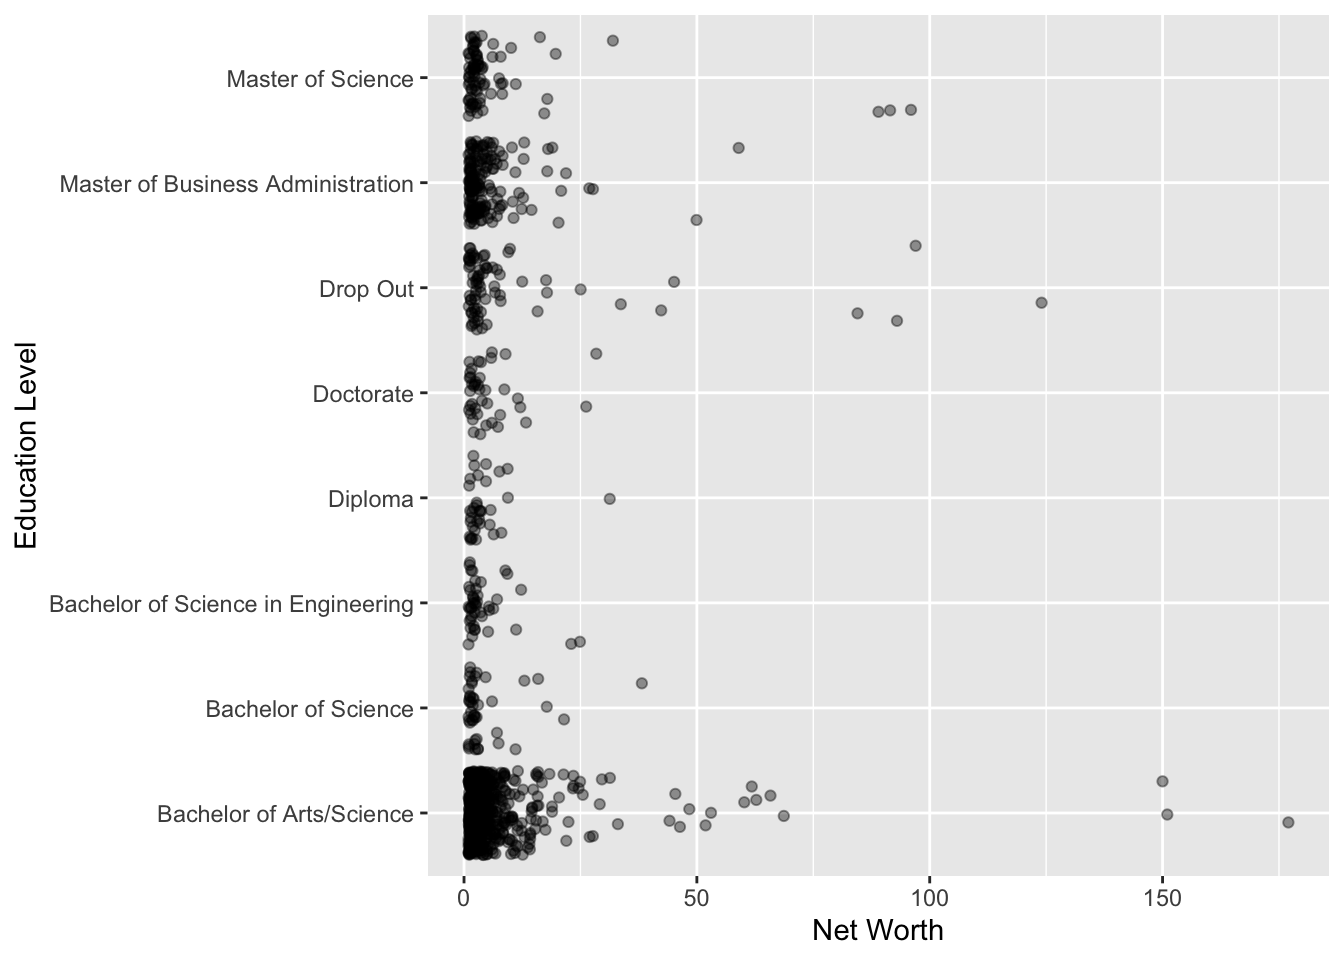 Master of Science
Master of Business Administration
Drop Out
Doctorate
Diploma
Bachelor of Science in Engineering
Bachelor of Science
Bachelor of Arts/Science
Education Level
0 50 100 150
Net Worth